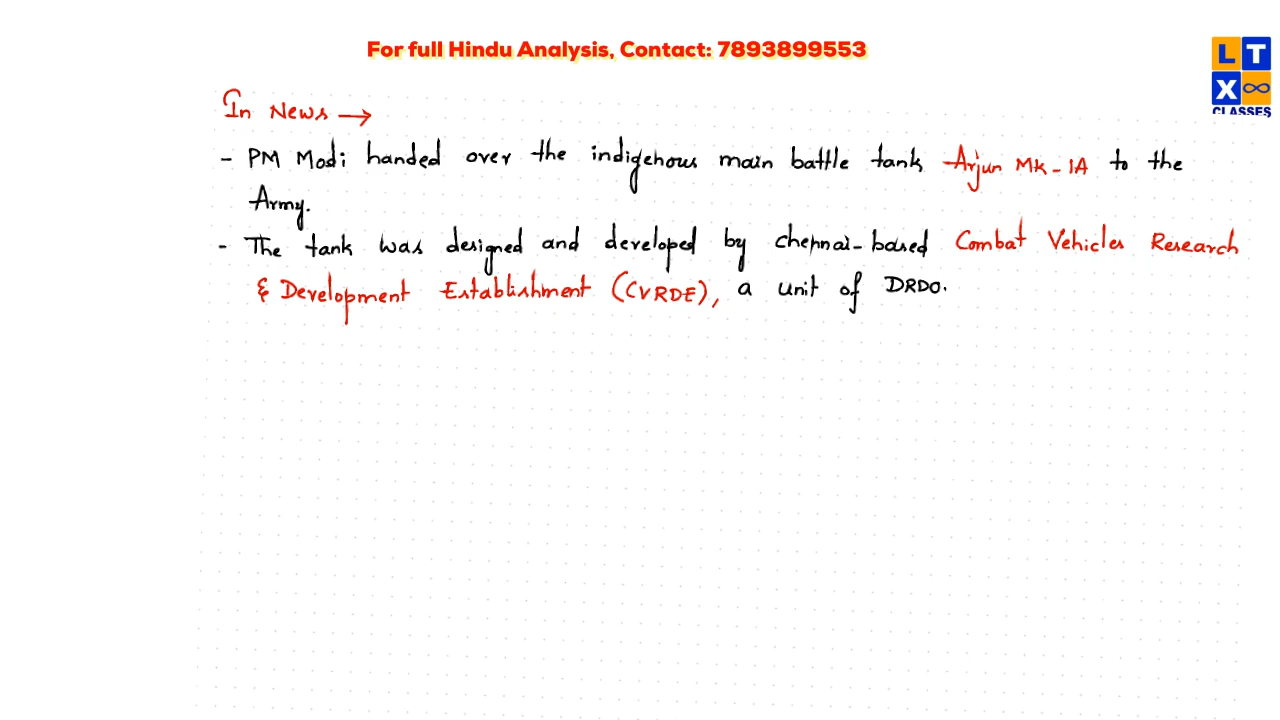 For full Hindu Analysis, Contact: 7893899553
L T
X ∞
CLASSES
In News →
- PM Modi handed over the indigenous main battle tank Arjun MK-1A to the
Army.
- The tank was designed and developed by chennai-based Combat Vehicles Research
& Development Establishment (CVRDE), a unit of DRDO.